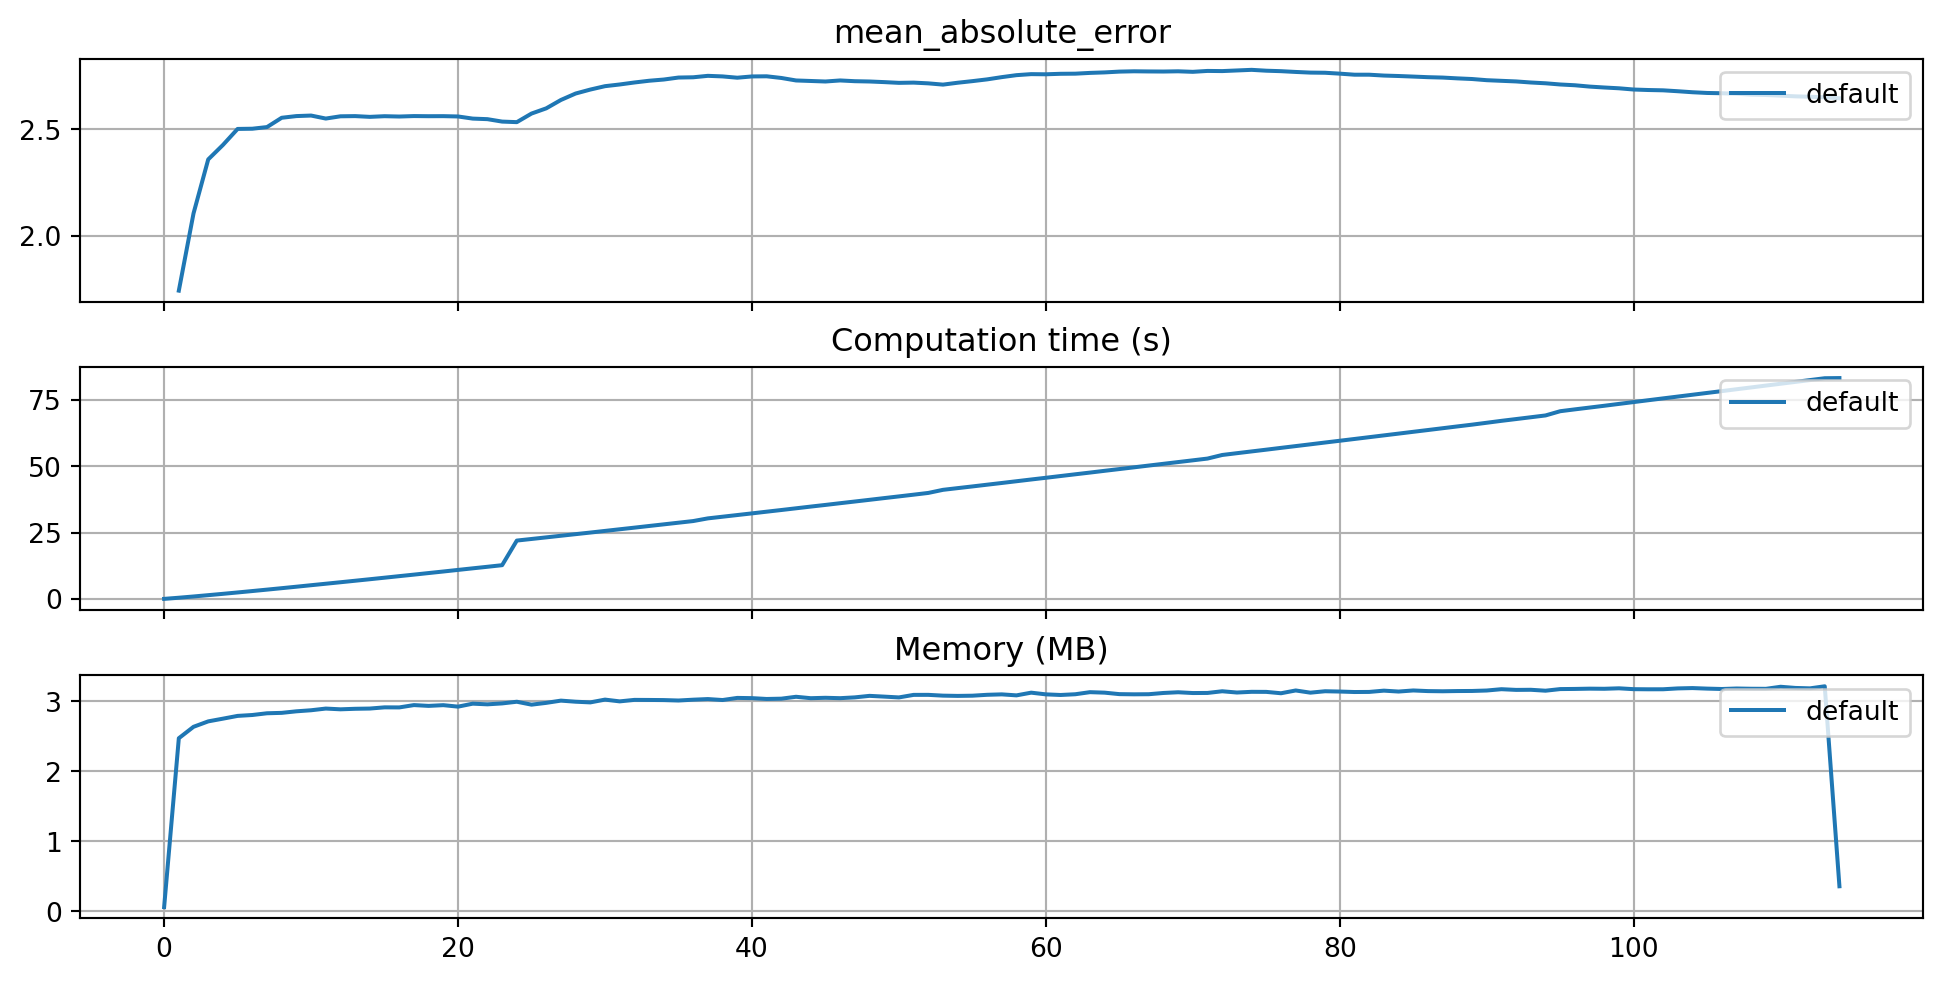 mean_absolute_error
2.5
2.0
default
Computation time (s)
75
50
25
0
default
Memory (MB)
3
2
1
0
default
0 20 40 60 80 100